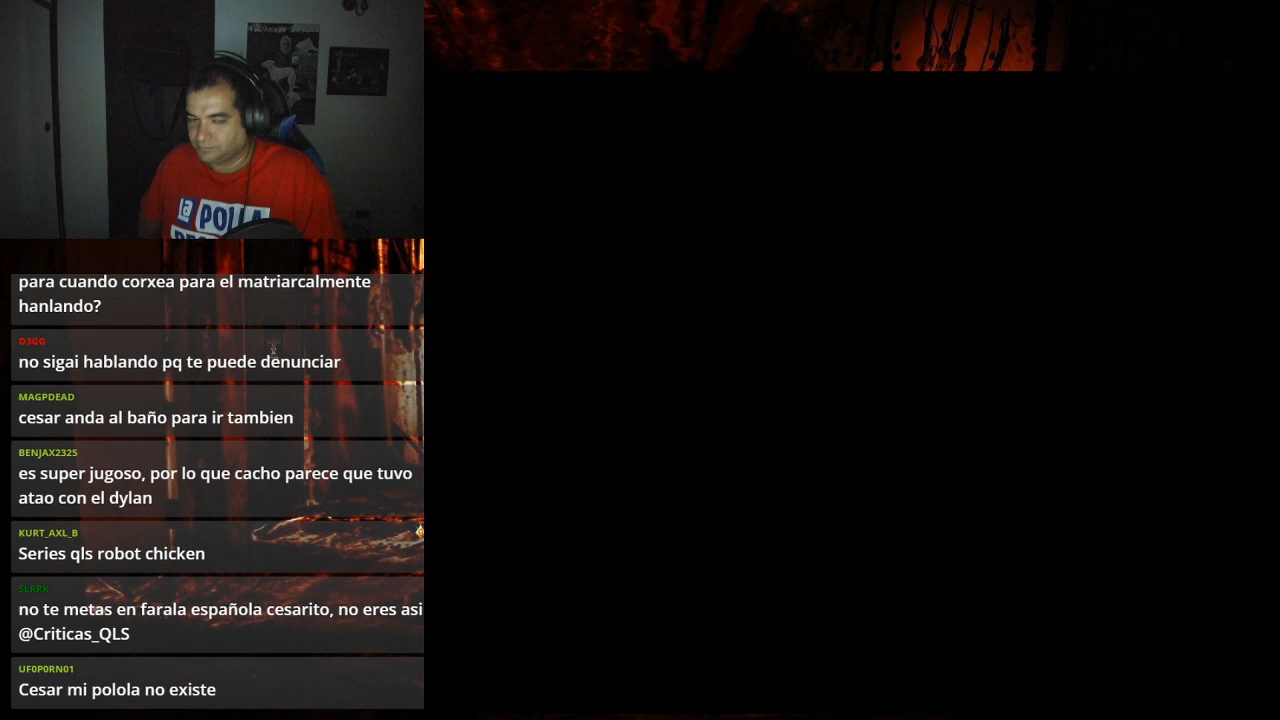 la POLLA
para cuando corxea para el matriarcalmente
hanlando?
D3GG
no sigai hablando pq te puede denunciar
MAGPDEAD
cesar anda al baño para ir tambien
BENJAX2325
es super jugoso, por lo que cacho parece que tuvo
atao con el dylan
KURT_AXL_B
Series qls robot chicken
SLRRK
no te metas en farala española cesarito, no eres asi
@Criticas_QLS
UF0P0RN01
Cesar mi polola no existe